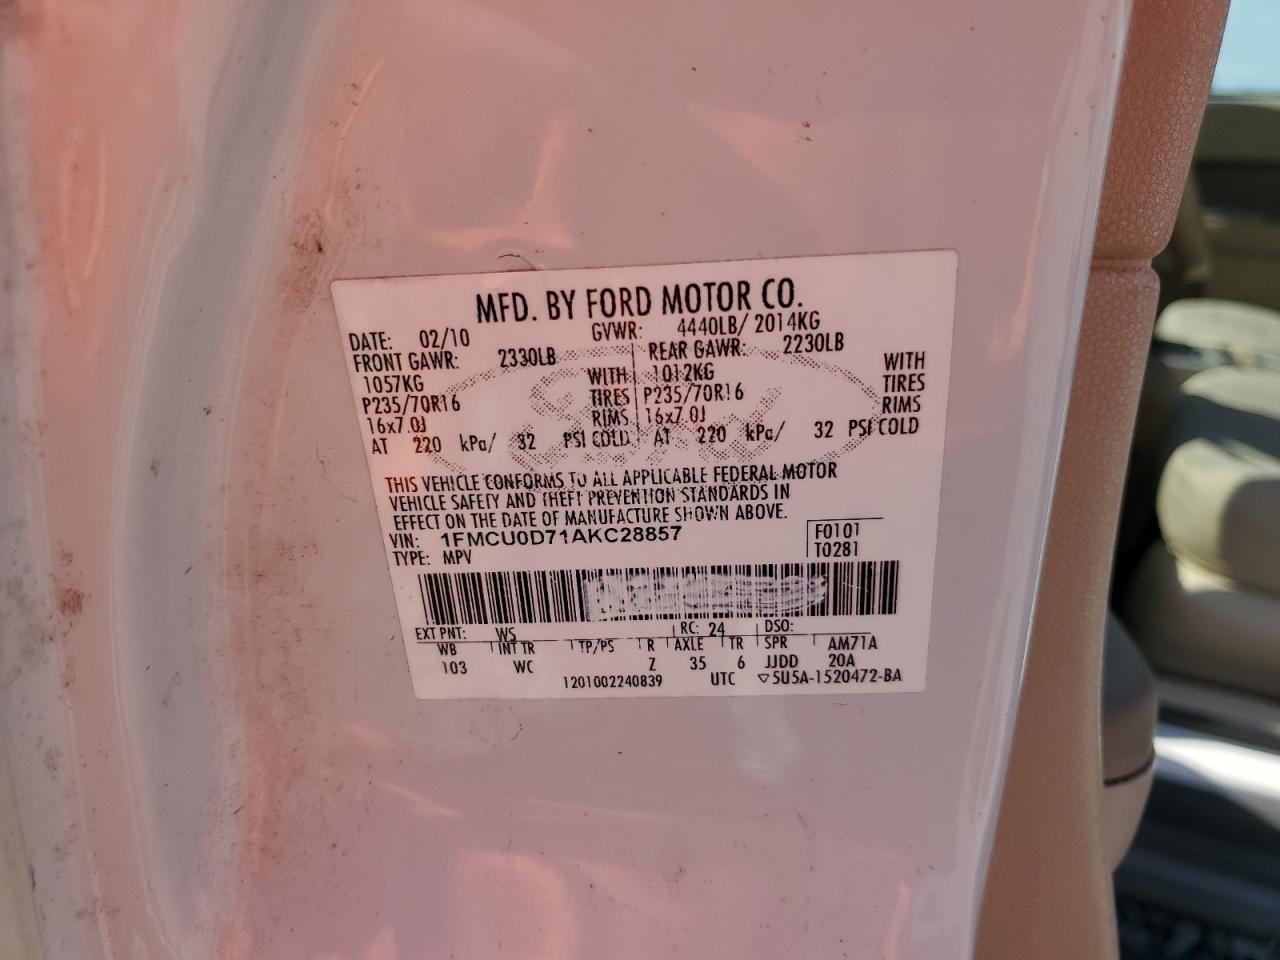 MFD. BY FORD MOTOR CO.
DATE: 02/10 GVWR: 4440LB/ 2014KG
FRONT GAWR: 2330LB REAR GAWR: 2230LB
1057KG WITH 1012KG WITH
P235/70R16 TIRES P235/70R16 TIRES
16x7.0J RIMS 16x7.0J RIMS
AT 220 kPa/ 32 PSI COLD AT 220 kPa/ 32 PSI COLD
THIS VEHICLE CONFORMS TO ALL APPLICABLE FEDERAL MOTOR
VEHICLE SAFETY AND THEFT PREVENTION STANDARDS IN
EFFECT ON THE DATE OF MANUFACTURE SHOWN ABOVE.
VIN: 1FMCU0D71AKC28857 F0101
TYPE: MPV T0281
EXT PNT: WS RC: 24 DSO:
WB INT TR TP/PS R AXLE TR SPR AM71A
103 WC Z 35 6 JJDD 20A
1201002240839 UTC ▽5U5A-1520472-BA